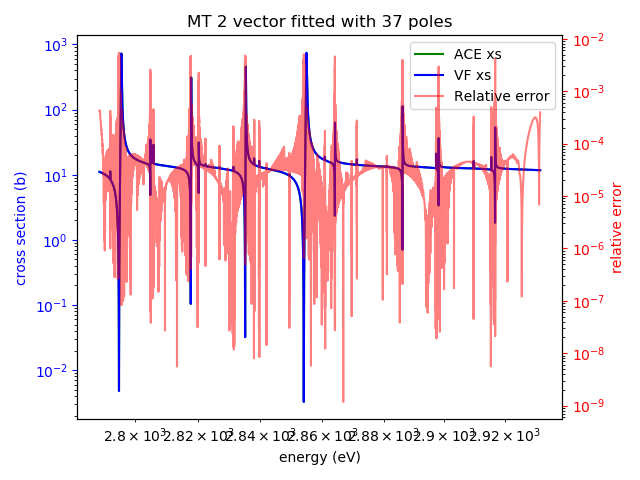 MT 2 vector fitted with 37 poles
ACE xs
VF xs
Relative error
10³
10²
10¹
10⁰
10⁻¹
10⁻²
cross section (b)
10⁻²
10⁻³
10⁻⁴
10⁻⁵
10⁻⁶
10⁻⁷
10⁻⁸
10⁻⁹
relative error
2.8 × 10³ 2.82 × 10³ 2.84 × 10³ 2.86 × 10³ 2.88 × 10³ 2.9 × 10³ 2.92 × 10³
energy (eV)